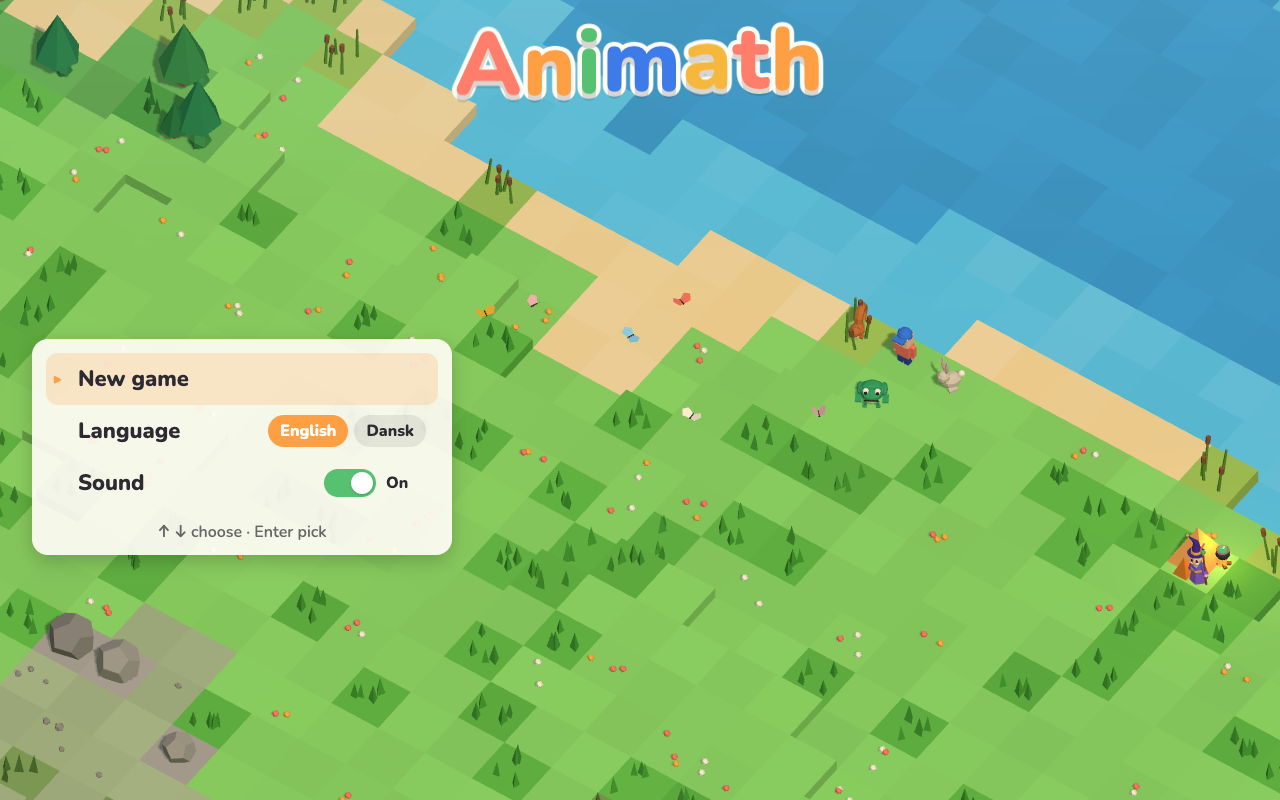 Animath
New game
Language English Dansk
Sound On
↑ ↓ choose · Enter pick